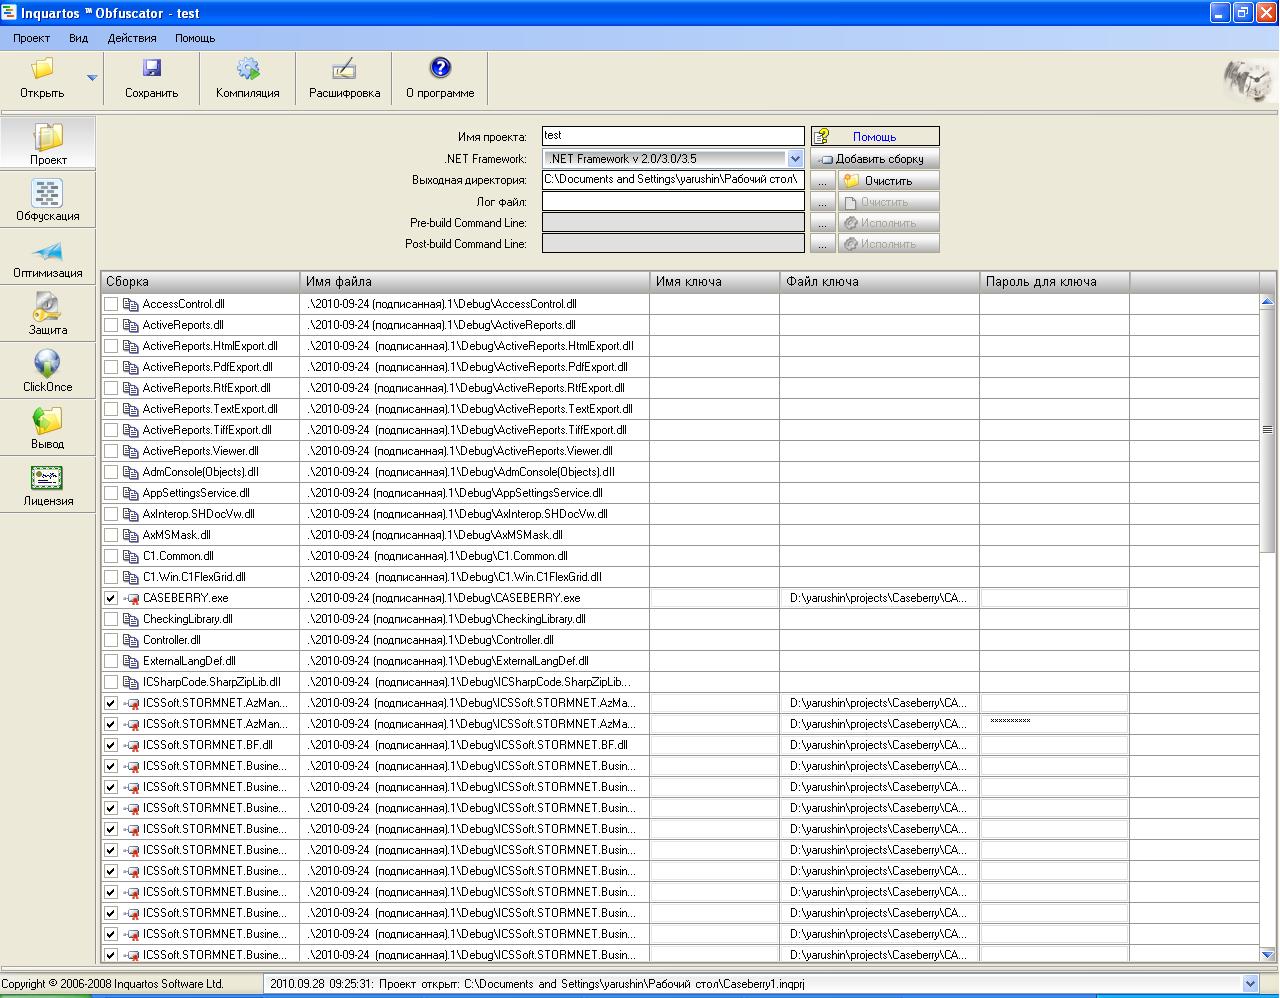 Inquartos ™ Obfuscator - test
Проект Вид Действия Помощь
Открыть Сохранить Компиляция Расшифровка О программе
Проект
Обфускация
Оптимизация
Защита
ClickOnce
Вывод
Лицензия
Имя проекта: test Помощь
.NET Framework: .NET Framework v 2.0/3.0/3.5 Добавить сборку
Выходная директория: C:\Documents and Settings\yarushin\Рабочий стол\ ... Очистить
Лог файл: ... Очистить
Pre-build Command Line: ... Исполнить
Post-build Command Line: ... Исполнить
Сборка Имя файла Имя ключа Файл ключа Пароль для ключа
AccessControl.dll .\2010-09-24 (подписанная).1\Debug\AccessControl.dll
ActiveReports.dll .\2010-09-24 (подписанная).1\Debug\ActiveReports.dll
ActiveReports.HtmlExport.dll .\2010-09-24 (подписанная).1\Debug\ActiveReports.HtmlExport.dll
ActiveReports.PdfExport.dll .\2010-09-24 (подписанная).1\Debug\ActiveReports.PdfExport.dll
ActiveReports.RtfExport.dll .\2010-09-24 (подписанная).1\Debug\ActiveReports.RtfExport.dll
ActiveReports.TextExport.dll .\2010-09-24 (подписанная).1\Debug\ActiveReports.TextExport.dll
ActiveReports.TiffExport.dll .\2010-09-24 (подписанная).1\Debug\ActiveReports.TiffExport.dll
ActiveReports.Viewer.dll .\2010-09-24 (подписанная).1\Debug\ActiveReports.Viewer.dll
AdmConsole(Objects).dll .\2010-09-24 (подписанная).1\Debug\AdmConsole(Objects).dll
AppSettingsService.dll .\2010-09-24 (подписанная).1\Debug\AppSettingsService.dll
AxInterop.SHDocVw.dll .\2010-09-24 (подписанная).1\Debug\AxInterop.SHDocVw.dll
AxMSMask.dll .\2010-09-24 (подписанная).1\Debug\AxMSMask.dll
C1.Common.dll .\2010-09-24 (подписанная).1\Debug\C1.Common.dll
C1.Win.C1FlexGrid.dll .\2010-09-24 (подписанная).1\Debug\C1.Win.C1FlexGrid.dll
CASEBERRY.exe .\2010-09-24 (подписанная).1\Debug\CASEBERRY.exe D:\yarushin\projects\Caseberry\CA...
CheckingLibrary.dll .\2010-09-24 (подписанная).1\Debug\CheckingLibrary.dll
Controller.dll .\2010-09-24 (подписанная).1\Debug\Controller.dll
ExternalLangDef.dll .\2010-09-24 (подписанная).1\Debug\ExternalLangDef.dll
ICSharpCode.SharpZipLib.dll .\2010-09-24 (подписанная).1\Debug\ICSharpCode.SharpZipLib...
ICSSoft.STORMNET.AzMan... .\2010-09-24 (подписанная).1\Debug\ICSSoft.STORMNET.AzMa... D:\yarushin\projects\Caseberry\CA...
ICSSoft.STORMNET.AzMan... .\2010-09-24 (подписанная).1\Debug\ICSSoft.STORMNET.AzMa... D:\yarushin\projects\Caseberry\CA... **********
ICSSoft.STORMNET.BF.dll .\2010-09-24 (подписанная).1\Debug\ICSSoft.STORMNET.BF.dll D:\yarushin\projects\Caseberry\CA...
ICSSoft.STORMNET.Busine... .\2010-09-24 (подписанная).1\Debug\ICSSoft.STORMNET.Busin... D:\yarushin\projects\Caseberry\CA...
ICSSoft.STORMNET.Busine... .\2010-09-24 (подписанная).1\Debug\ICSSoft.STORMNET.Busin... D:\yarushin\projects\Caseberry\CA...
ICSSoft.STORMNET.Busine... .\2010-09-24 (подписанная).1\Debug\ICSSoft.STORMNET.Busin... D:\yarushin\projects\Caseberry\CA...
ICSSoft.STORMNET.Busine... .\2010-09-24 (подписанная).1\Debug\ICSSoft.STORMNET.Busin... D:\yarushin\projects\Caseberry\CA...
ICSSoft.STORMNET.Busine... .\2010-09-24 (подписанная).1\Debug\ICSSoft.STORMNET.Busin... D:\yarushin\projects\Caseberry\CA...
ICSSoft.STORMNET.Busine... .\2010-09-24 (подписанная).1\Debug\ICSSoft.STORMNET.Busin... D:\yarushin\projects\Caseberry\CA...
ICSSoft.STORMNET.Busine... .\2010-09-24 (подписанная).1\Debug\ICSSoft.STORMNET.Busin... D:\yarushin\projects\Caseberry\CA...
ICSSoft.STORMNET.Busine... .\2010-09-24 (подписанная).1\Debug\ICSSoft.STORMNET.Busin... D:\yarushin\projects\Caseberry\CA...
ICSSoft.STORMNET.Busine... .\2010-09-24 (подписанная).1\Debug\ICSSoft.STORMNET.Busin... D:\yarushin\projects\Caseberry\CA...
ICSSoft.STORMNET.Busine... .\2010-09-24 (подписанная).1\Debug\ICSSoft.STORMNET.Busin... D:\yarushin\projects\Caseberry\CA...
Copyright © 2006-2008 Inquartos Software Ltd. 2010.09.28 09:25:31: Проект открыт: C:\Documents and Settings\yarushin\Рабочий стол\Caseberry1.inqprj